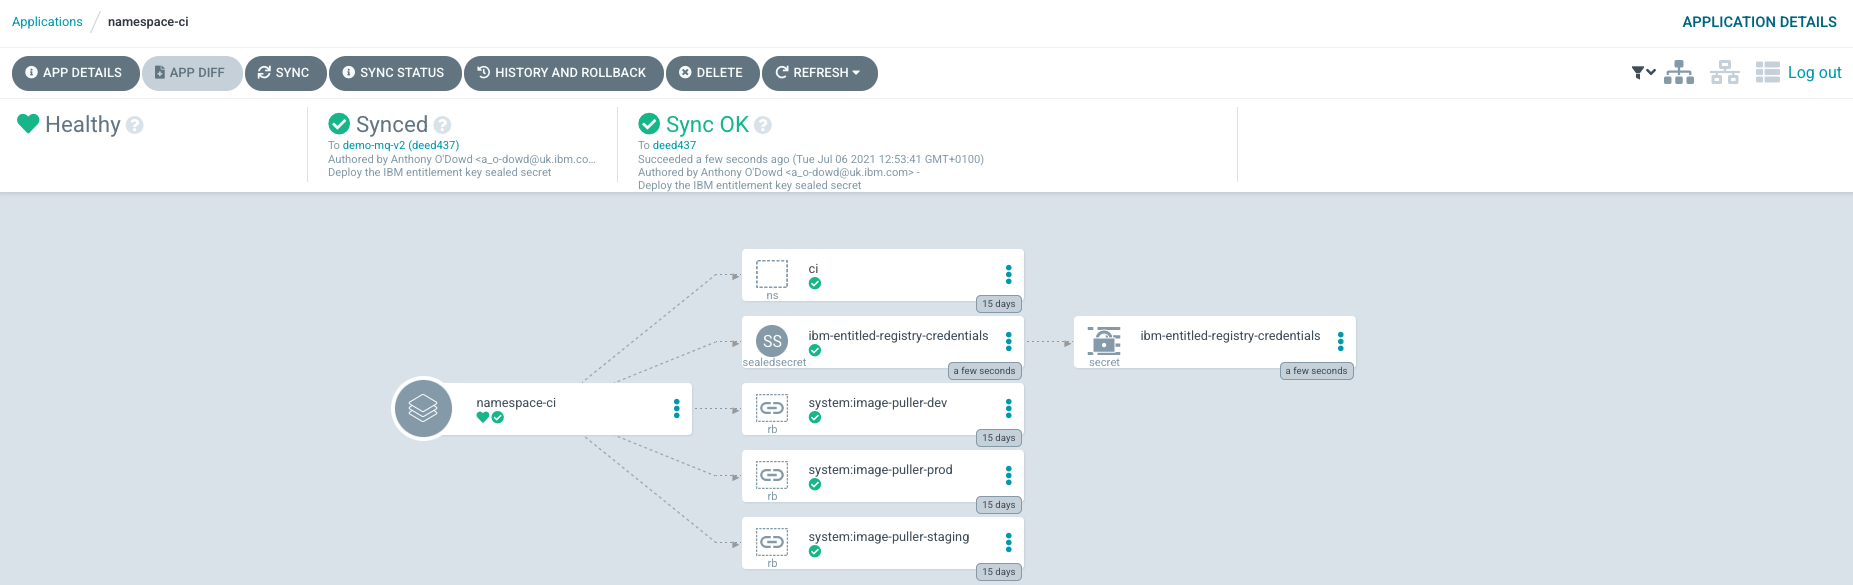 Applications / namespace-ci
APPLICATION DETAILS
APP DETAILS
APP DIFF
SYNC
SYNC STATUS
HISTORY AND ROLLBACK
DELETE
REFRESH
Log out
Healthy
Synced
To demo-mq-v2 (deed437)
Authored by Anthony O'Dowd <a_o-dowd@uk.ibm.co...
Deploy the IBM entitlement key sealed secret
Sync OK
To deed437
Succeeded a few seconds ago (Tue Jul 06 2021 12:53:41 GMT+0100)
Authored by Anthony O'Dowd <a_o-dowd@uk.ibm.com> -
Deploy the IBM entitlement key sealed secret
namespace-ci
ci
ns
15 days
SS
ibm-entitled-registry-credentials
sealedsecret
a few seconds
ibm-entitled-registry-credentials
secret
a few seconds
system:image-puller-dev
rb
15 days
system:image-puller-prod
rb
15 days
system:image-puller-staging
rb
15 days